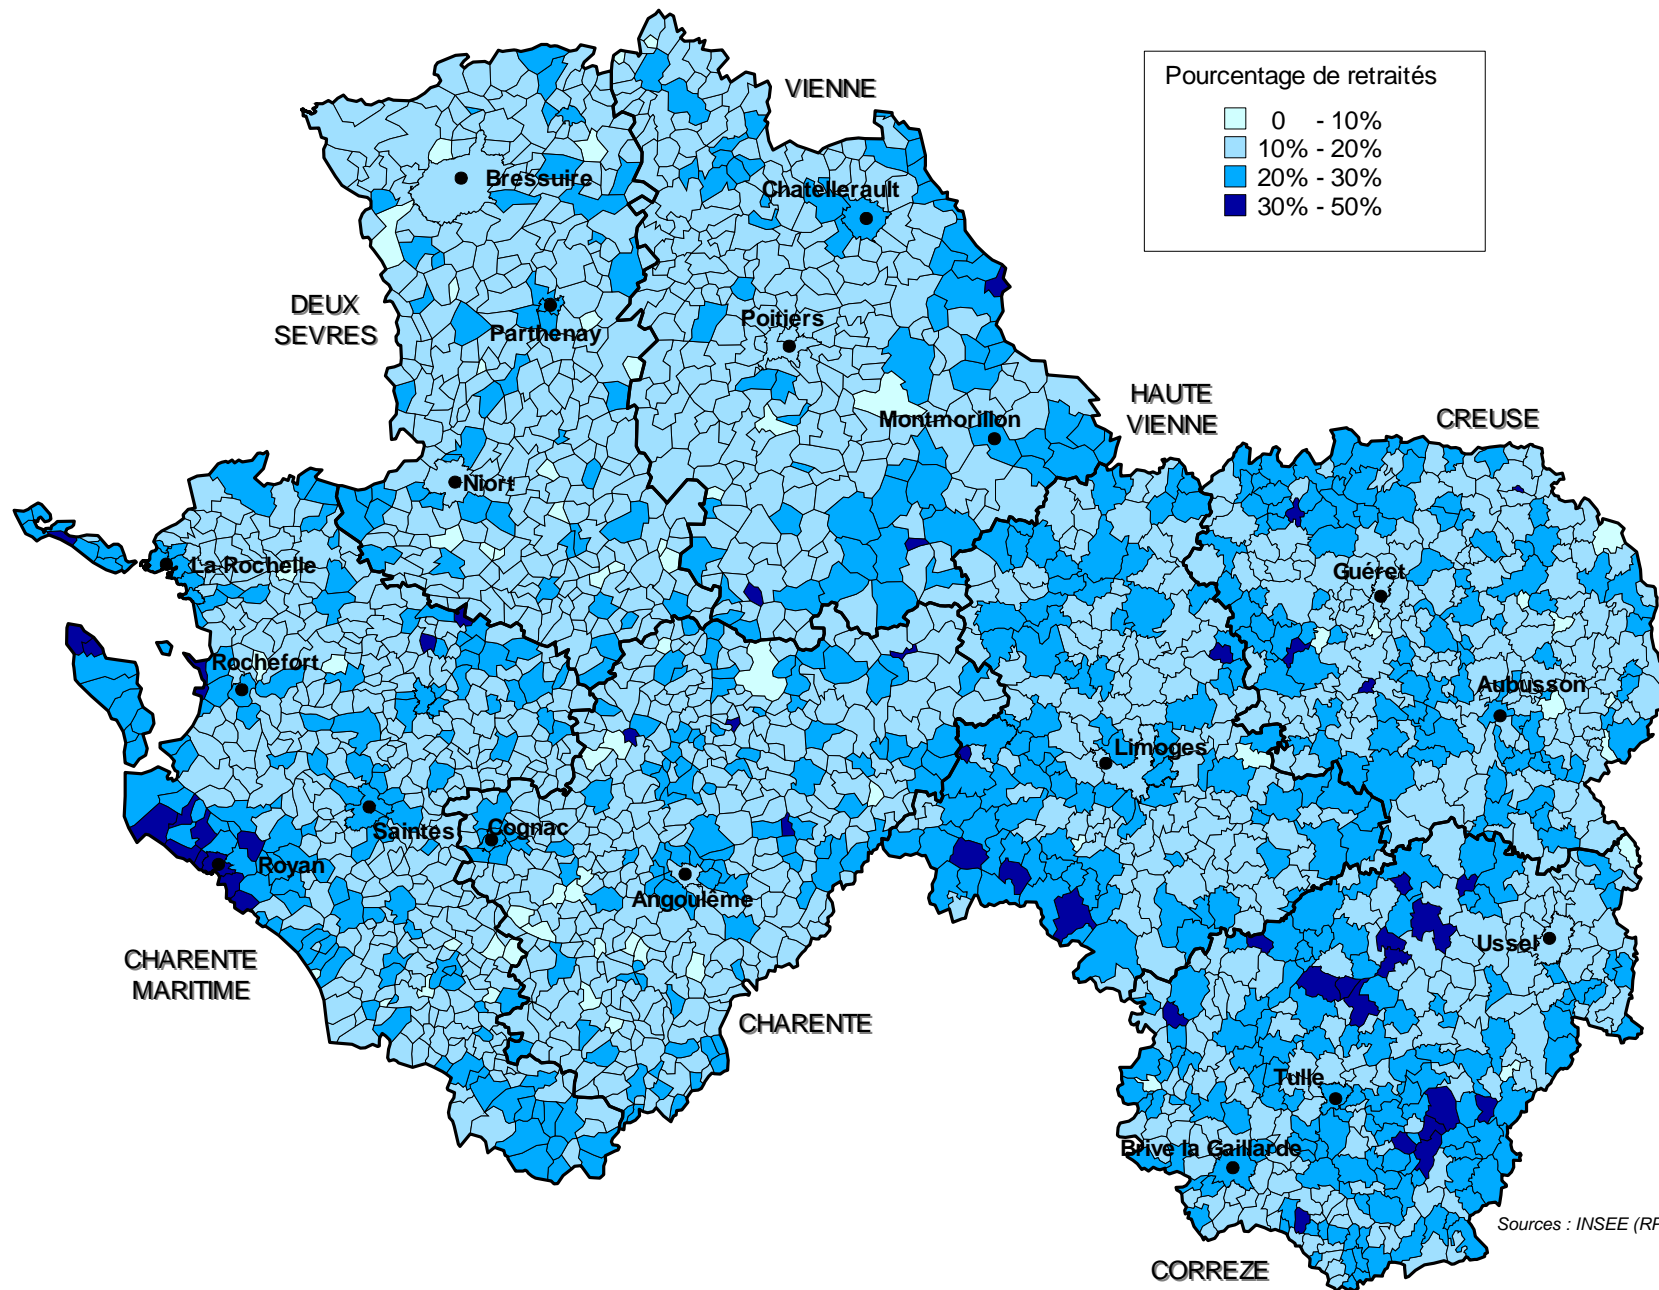 VIENNE
Pourcentage de retraités
0 - 10%
10% - 20%
20% - 30%
30% - 50%
Bressuire
Chatellerault
DEUX
SEVRES
Parthenay
Poitiers
HAUTE
VIENNE
CREUSE
Montmorillon
Niort
La Rochelle
Guéret
Rochefort
Aubusson
Limoges
Saintes
Cognac
Royan
Angoulême
Ussel
CHARENTE
MARITIME
CHARENTE
Tulle
Brive la Gaillarde
Sources : INSEE (RP
CORREZE